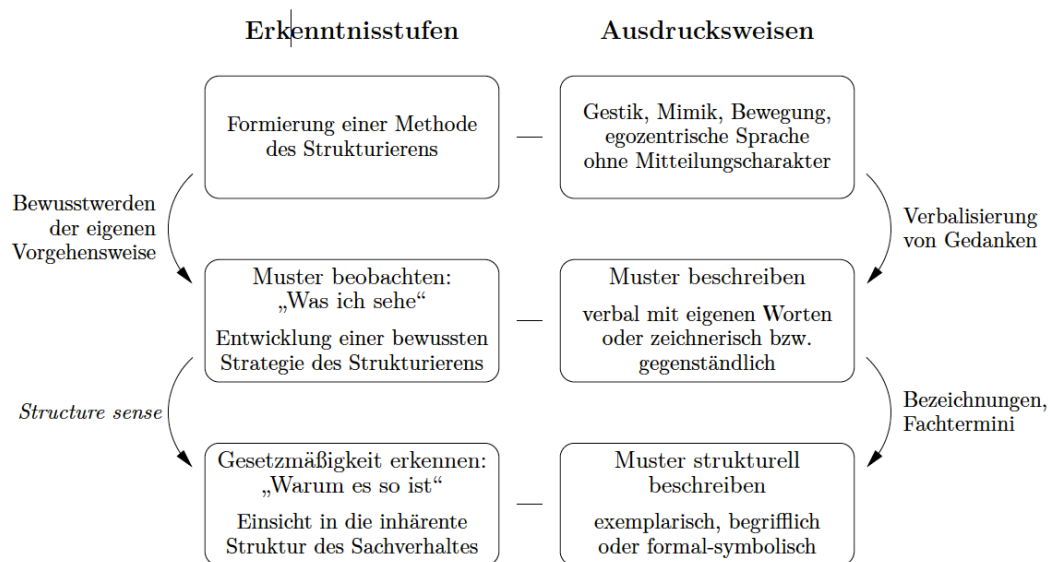 Erkenntnisstufen
Ausdrucksweisen
Formierung einer Methode
des Strukturierens
Gestik, Mimik, Bewegung,
egozentrische Sprache
ohne Mitteilungscharakter
Bewusstwerden
der eigenen
Vorgehensweise
Verbalisierung
von Gedanken
Muster beobachten:
„Was ich sehe“
Entwicklung einer bewussten
Strategie des Strukturierens
Muster beschreiben
verbal mit eigenen Worten
oder zeichnerisch bzw.
gegenständlich
Structure sense
Bezeichnungen,
Fachtermini
Gesetzmäßigkeit erkennen:
„Warum es so ist“
Einsicht in die inhärente
Struktur des Sachverhaltes
Muster strukturell
beschreiben
exemplarisch, begrifflich
oder formal-symbolisch